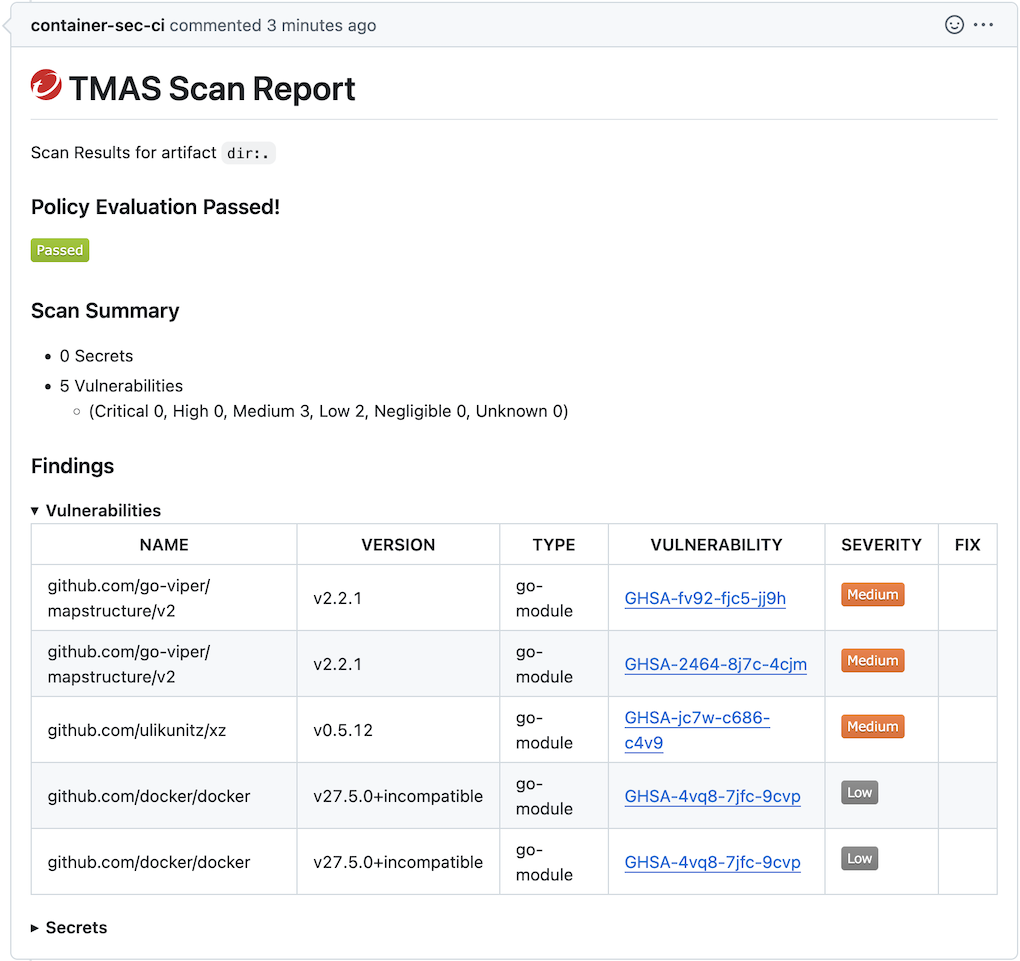 container-sec-ci commented 3 minutes ago
TMAS Scan Report
Scan Results for artifact dir:.
Policy Evaluation Passed!
Passed
Scan Summary
0 Secrets
5 Vulnerabilities
(Critical 0, High 0, Medium 3, Low 2, Negligible 0, Unknown 0)
Findings
Vulnerabilities
NAME VERSION TYPE VULNERABILITY SEVERITY FIX
github.com/go-viper/
mapstructure/v2 v2.2.1 go-
module GHSA-fv92-fjc5-jj9h Medium
github.com/go-viper/
mapstructure/v2 v2.2.1 go-
module GHSA-2464-8j7c-4cjm Medium
github.com/ulikunitz/xz v0.5.12 go-
module GHSA-jc7w-c686-
c4v9 Medium
github.com/docker/docker v27.5.0+incompatible go-
module GHSA-4vq8-7jfc-9cvp Low
github.com/docker/docker v27.5.0+incompatible go-
module GHSA-4vq8-7jfc-9cvp Low
Secrets